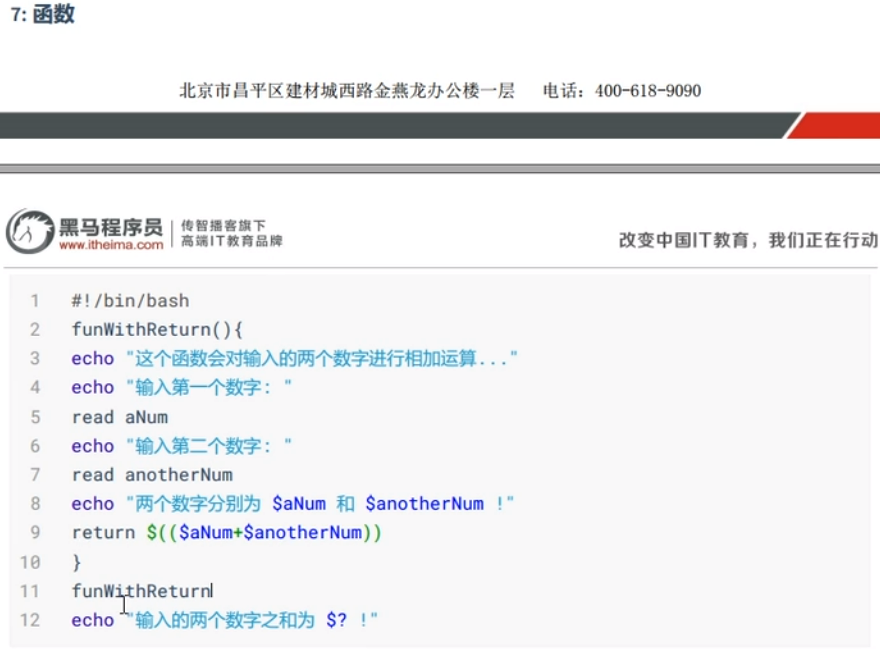 7: 函数
北京市昌平区建材城西路金燕龙办公楼一层 电话：400-618-9090
黑马程序员
www.itheima.com
传智播客旗下
高端IT教育品牌
改变中国IT教育，我们正在行动
1 #!/bin/bash
2 funWithReturn(){
3 echo "这个函数会对输入的两个数字进行相加运算..."
4 echo "输入第一个数字: "
5 read aNum
6 echo "输入第二个数字: "
7 read anotherNum
8 echo "两个数字分别为 $aNum 和 $anotherNum !"
9 return $(($aNum+$anotherNum))
10 }
11 funWithReturn
12 echo "输入的两个数字之和为 $? !"